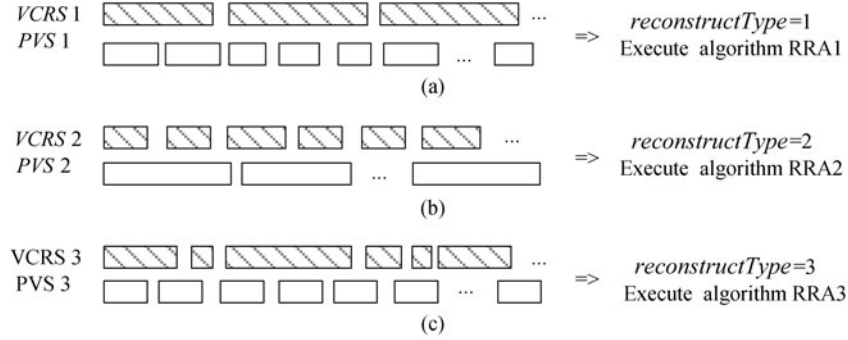 VCRS 1 ... => reconstructType=1
PVS 1 ... Execute algorithm RRA1
(a)
VCRS 2 ... => reconstructType=2
PVS 2 ... Execute algorithm RRA2
(b)
VCRS 3 ... => reconstructType=3
PVS 3 ... Execute algorithm RRA3
(c)